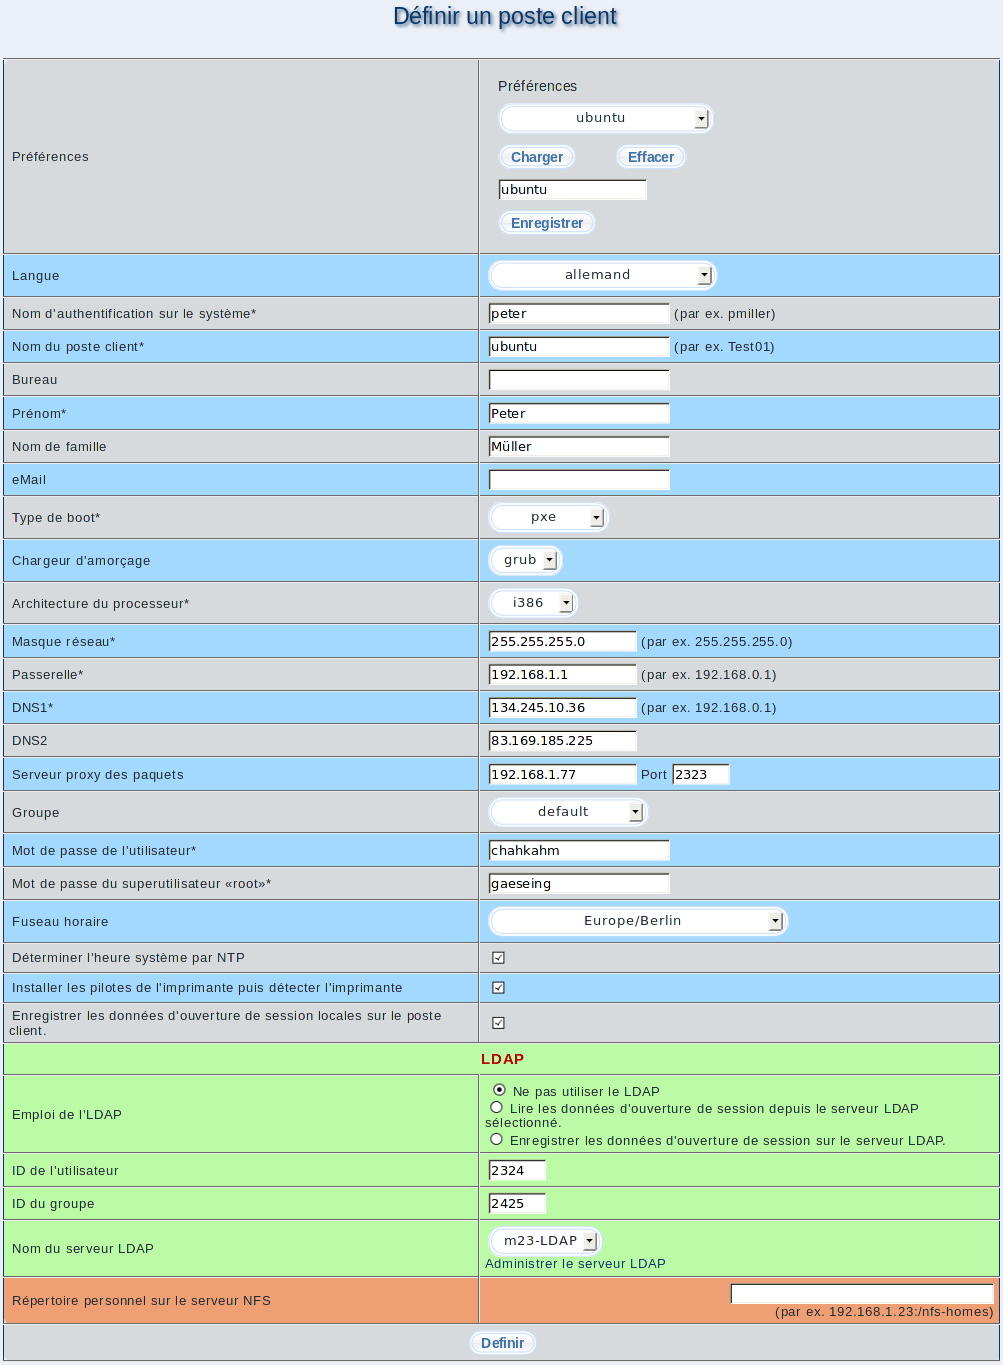 Définir un poste client
Préférences
Préférences
ubuntu
Charger Effacer
ubuntu
Enregistrer
Langue allemand
Nom d'authentification sur le système* peter (par ex. pmiller)
Nom du poste client* ubuntu (par ex. Test01)
Bureau
Prénom* Peter
Nom de famille Müller
eMail
Type de boot* pxe
Chargeur d'amorçage grub
Architecture du processeur* i386
Masque réseau* 255.255.255.0 (par ex. 255.255.255.0)
Passerelle* 192.168.1.1 (par ex. 192.168.0.1)
DNS1* 134.245.10.36 (par ex. 192.168.0.1)
DNS2 83.169.185.225
Serveur proxy des paquets 192.168.1.77 Port 2323
Groupe default
Mot de passe de l'utilisateur* chahkahm
Mot de passe du superutilisateur «root»* gaeseing
Fuseau horaire Europe/Berlin
Déterminer l'heure système par NTP
Installer les pilotes de l'imprimante puis détecter l'imprimante
Enregistrer les données d'ouverture de session locales sur le poste
client.
LDAP
Emploi de l'LDAP
Ne pas utiliser le LDAP
Lire les données d'ouverture de session depuis le serveur LDAP
sélectionné.
Enregistrer les données d'ouverture de session sur le serveur LDAP.
ID de l'utilisateur 2324
ID du groupe 2425
Nom du serveur LDAP m23-LDAP
Administrer le serveur LDAP
Répertoire personnel sur le serveur NFS
(par ex. 192.168.1.23:/nfs-homes)
Definir